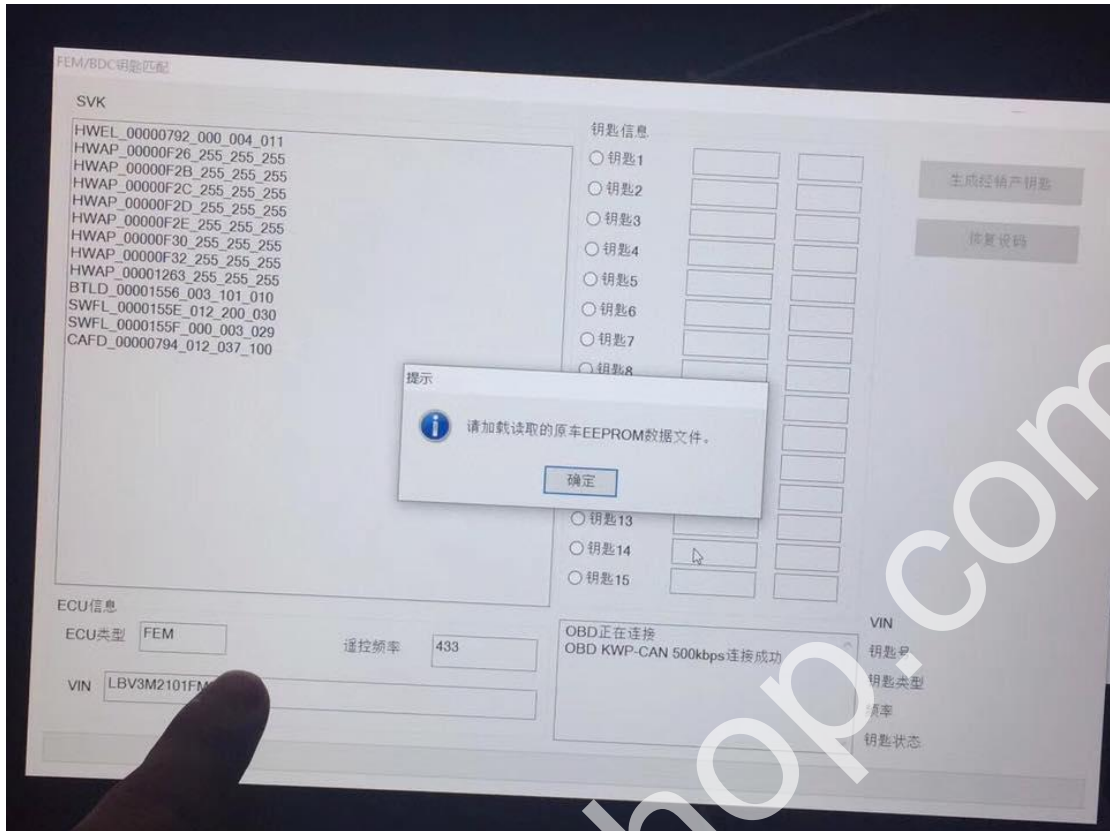 FEM/BDC钥匙匹配
SVK
HWEL_00000792_000_004_011
HWAP_00000F26_255_255_255
HWAP_00000F2B_255_255_255
HWAP_00000F2C_255_255_255
HWAP_00000F2D_255_255_255
HWAP_00000F2E_255_255_255
HWAP_00000F30_255_255_255
HWAP_00000F32_255_255_255
HWAP_00001263_255_255_255
BTLD_00001556_003_101_010
SWFL_0000155E_012_200_030
SWFL_0000155F_000_003_029
CAFD_00000794_012_037_100
钥匙信息
钥匙1
钥匙2
钥匙3
钥匙4
钥匙5
钥匙6
钥匙7
钥匙8
钥匙13
钥匙14
钥匙15
生成经销产钥匙
恢复设码
提示
请加载读取的原车EEPROM数据文件。
确定
ECU信息
ECU类型
FEM
遥控频率
433
VIN
LBV3M2101FM
OBD正在连接
OBD KWP-CAN 500kbps连接成功
VIN
钥匙号
钥匙类型
频率
钥匙状态
hop.com